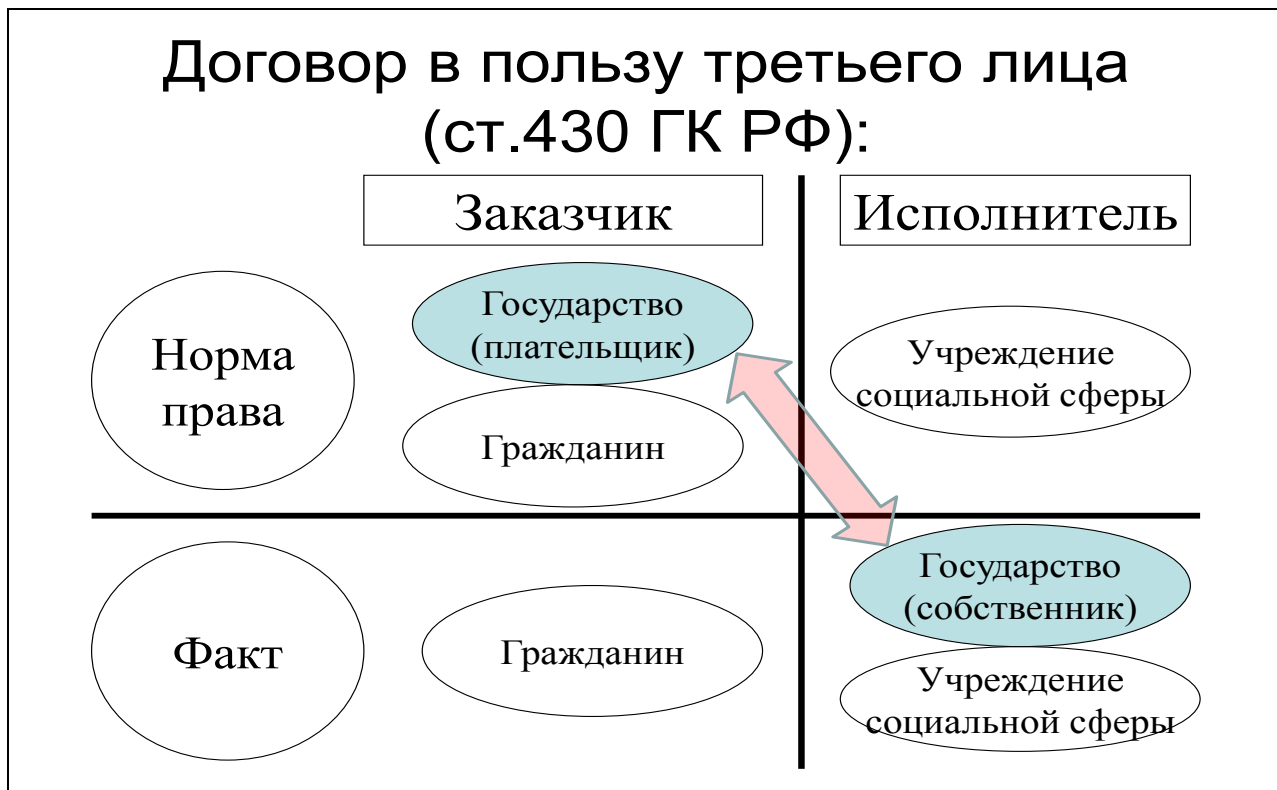 Договор в пользу третьего лица
(ст.430 ГК РФ):
Заказчик
Исполнитель
Норма
права
Государство
(плательщик)
Гражданин
Учреждение
социальной сферы
Факт
Гражданин
Государство
(собственник)
Учреждение
социальной сферы